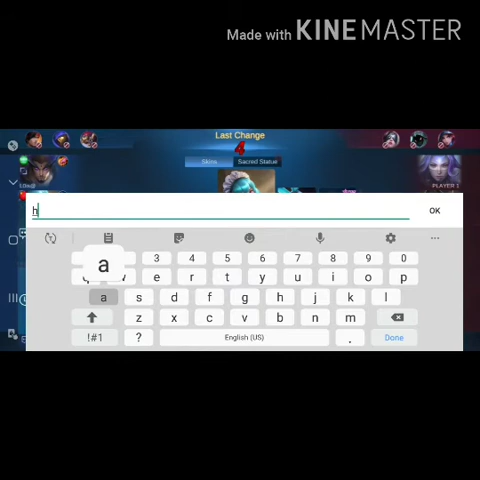 Made with KINEMASTER
Last Change
4
Skins
Sacred Statue
PLAYER 1
h
OK
a
3 4 5 6 7 8 9 0
q w e r t y u i o p
a s d f g h j k l
z x c v b n m
!#1 ? English (US) . Done